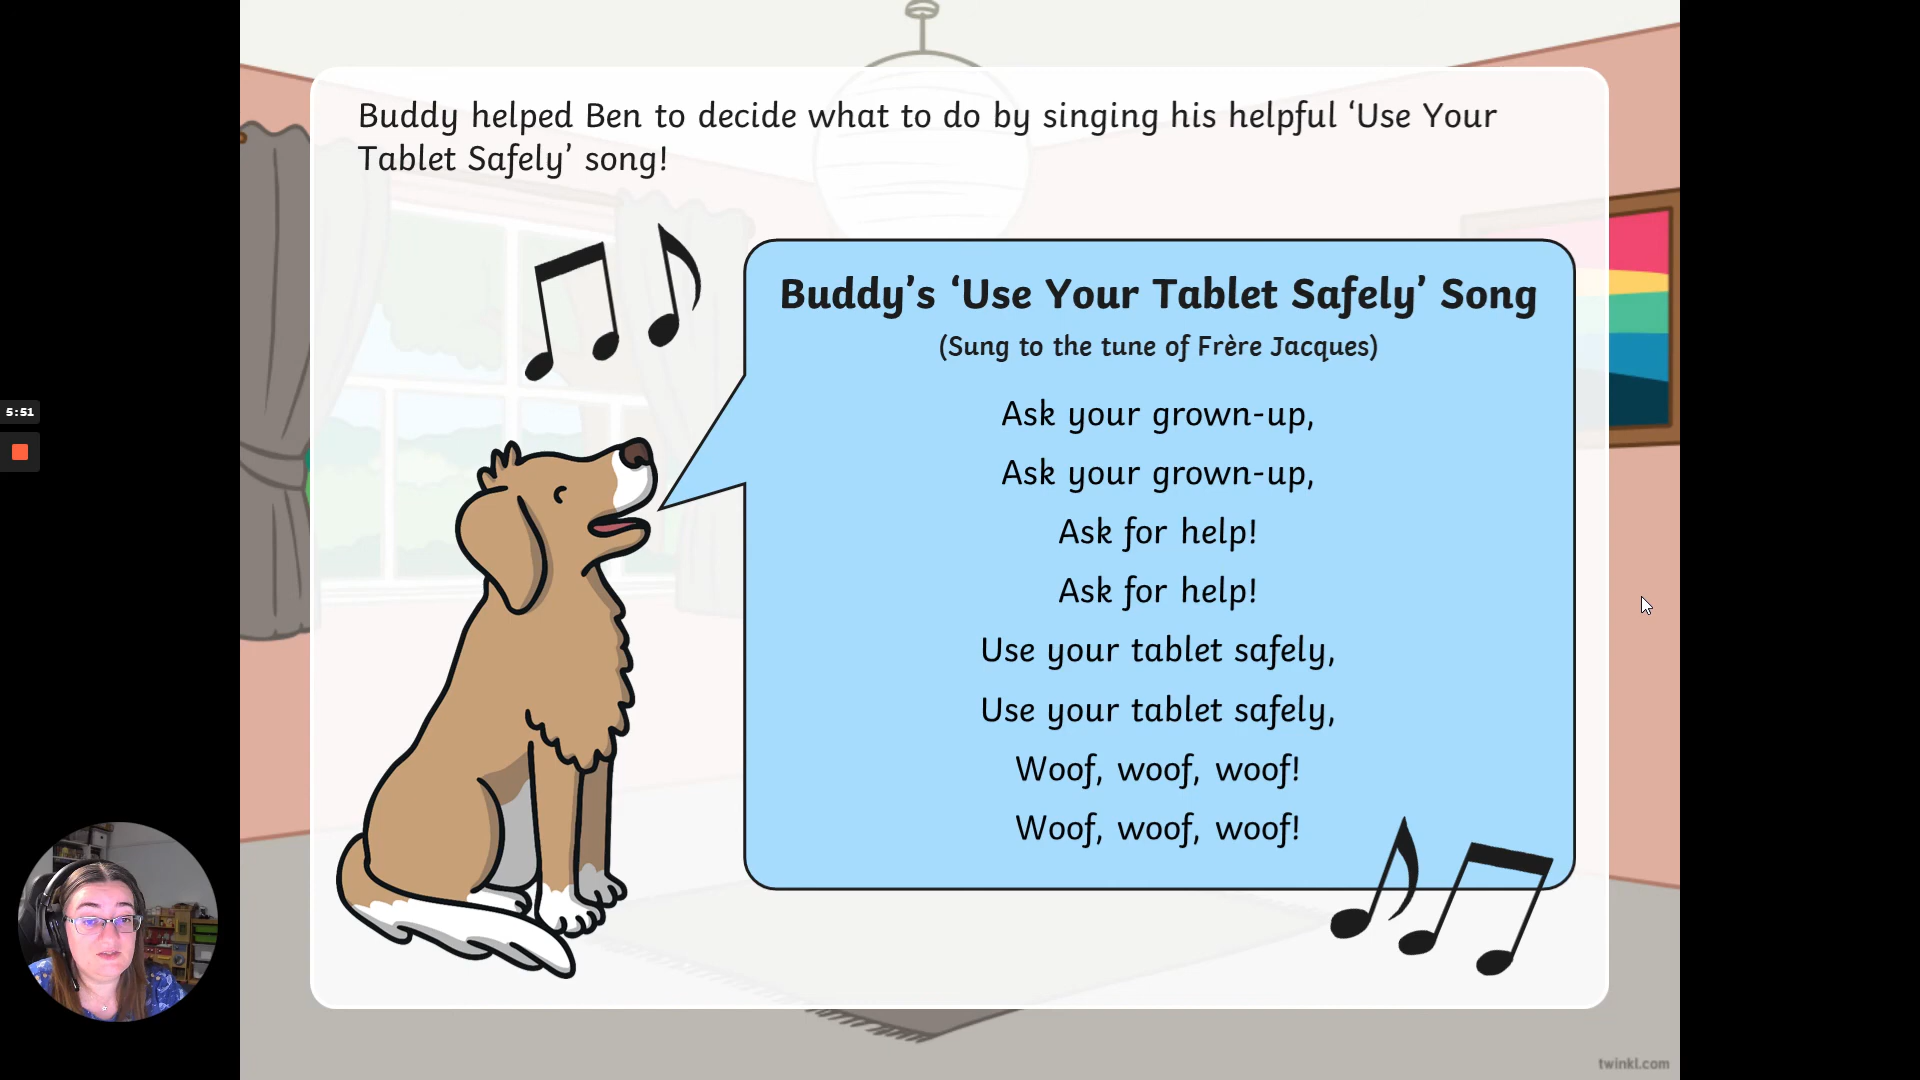 Buddy helped Ben to decide what to do by singing his helpful ‘Use Your
Tablet Safely’ song!
Buddy’s ‘Use Your Tablet Safely’ Song
(Sung to the tune of Frère Jacques)
Ask your grown-up,
Ask your grown-up,
Ask for help!
Ask for help!
Use your tablet safely,
Use your tablet safely,
Woof, woof, woof!
Woof, woof, woof!
5:51
twinkl.com